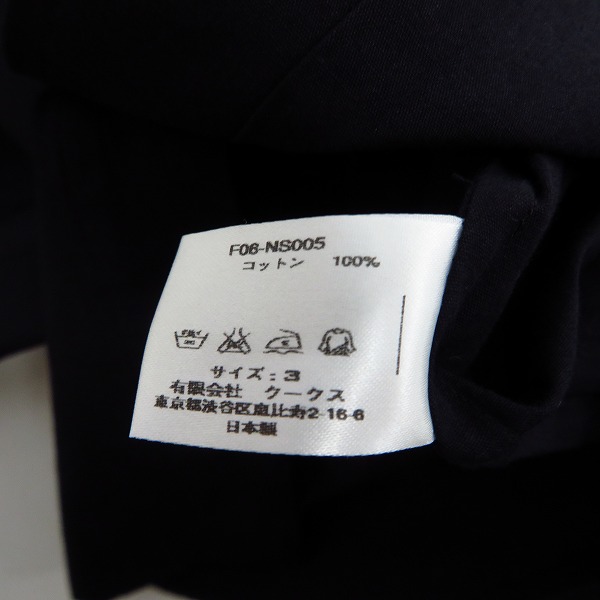 F06-NS005
コットン 100%
サイズ:3
有限会社 クークス
東京都渋谷区恵比寿2-16-6
日本製